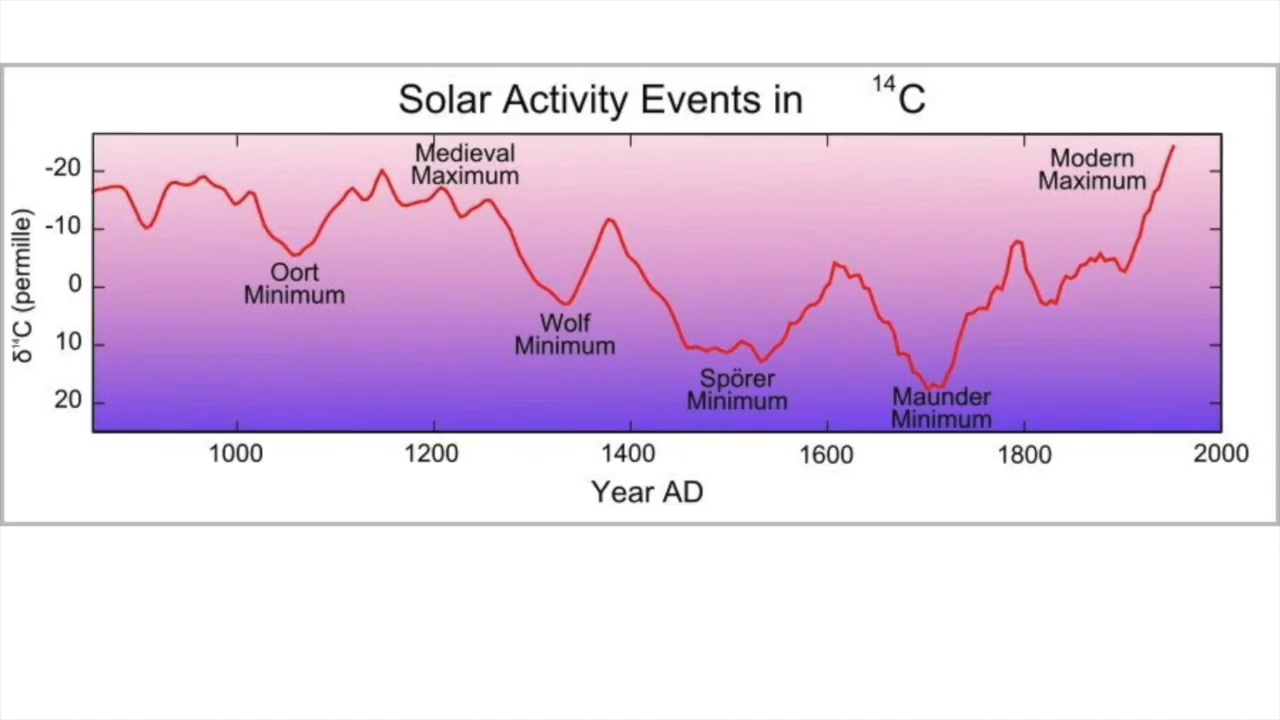 Solar Activity Events in ¹⁴C
Medieval
Maximum
Modern
Maximum
Oort
Minimum
Wolf
Minimum
Spörer
Minimum
Maunder
Minimum
δ¹⁴C (permille)
-20
-10
0
10
20
1000 1200 1400 1600 1800 2000
Year AD